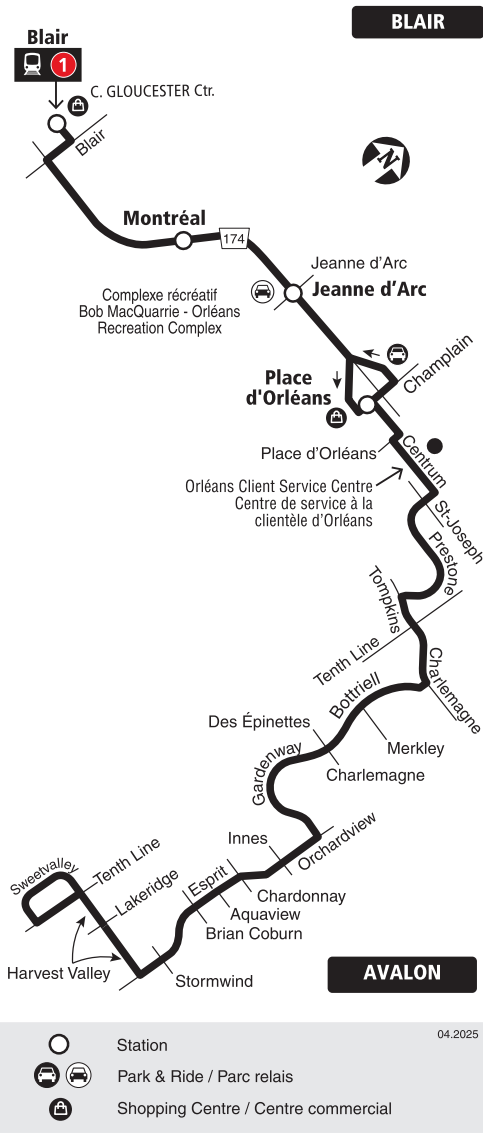 BLAIR
Blair
1
C. GLOUCESTER Ctr.
Blair
N
Montréal
174
Jeanne d’Arc
Jeanne d’Arc
Complexe récréatif
Bob MacQuarrie - Orléans
Recreation Complex
Champlain
Place
d'Orléans
Place d’Orléans
Centrum
Orléans Client Service Centre
Centre de service à la
clientèle d’Orléans
St-Joseph
Prestone
Tompkins
Tenth Line
Charlemagne
Bottriell
Des Épinettes
Merkley
Gardenway
Charlemagne
Innes
Orchardview
Esprit
Chardonnay
Aquaview
Brian Coburn
Sweetvalley
Tenth Line
Lakeridge
Harvest Valley
Stormwind
AVALON
04.2025
Station
Park & Ride / Parc relais
Shopping Centre / Centre commercial